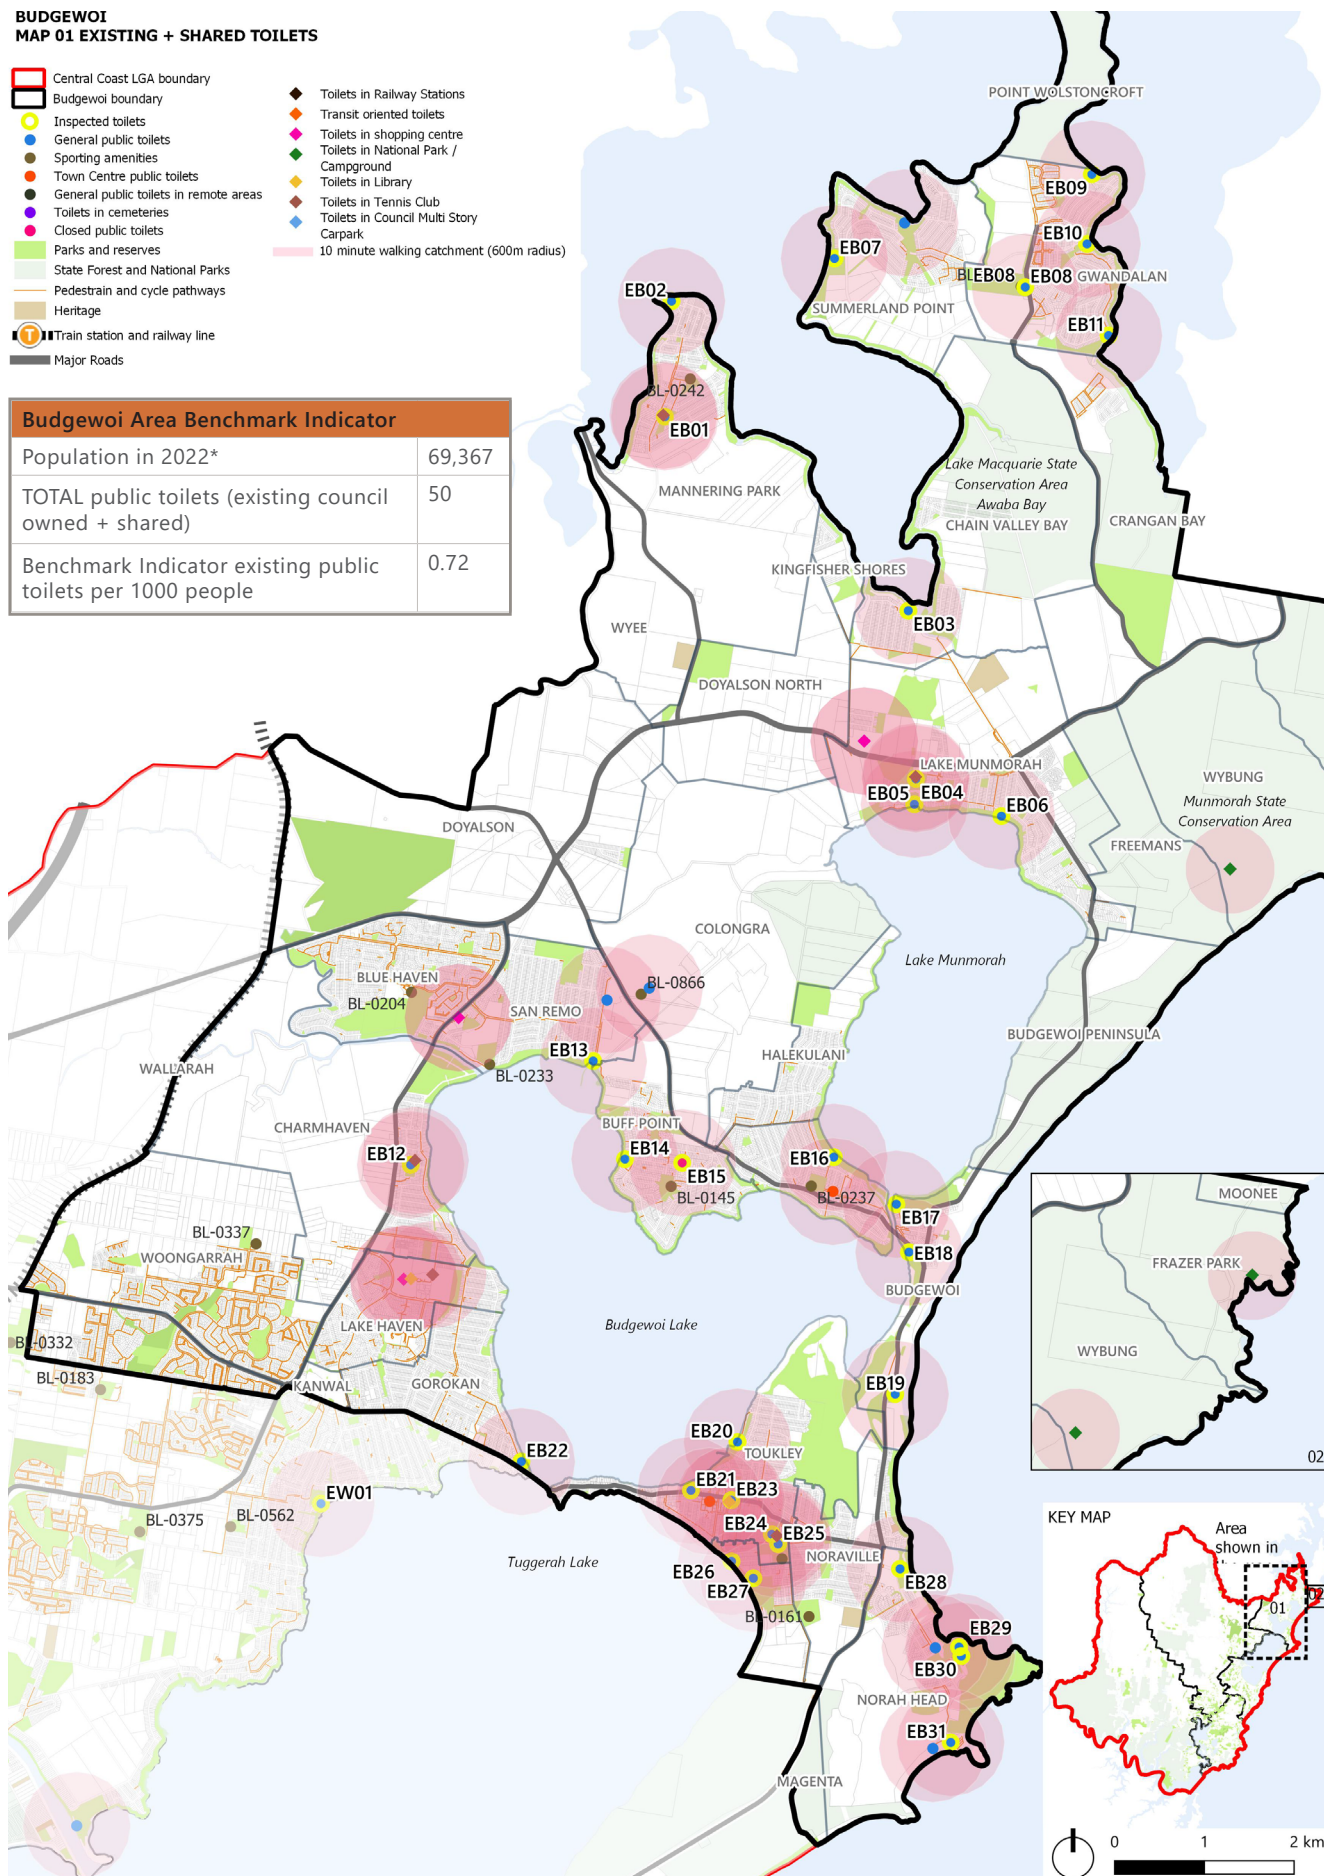 BUDGEWOI
MAP 01 EXISTING + SHARED TOILETS
Central Coast LGA boundary
Budgewoi boundary
Inspected toilets
General public toilets
Sporting amenities
Town Centre public toilets
General public toilets in remote areas
Toilets in cemeteries
Closed public toilets
Parks and reserves
State Forest and National Parks
Pedestrian and cycle pathways
Heritage
T Train station and railway line
Major Roads
Toilets in Railway Stations
Transit oriented toilets
Toilets in shopping centre
Toilets in National Park /
Campground
Toilets in Library
Toilets in Tennis Club
Toilets in Council Multi Story
Carpark
10 minute walking catchment (600m radius)
Budgewoi Area Benchmark Indicator
Population in 2022* 69,367
TOTAL public toilets (existing council
owned + shared) 50
Benchmark Indicator existing public
toilets per 1000 people 0.72
POINT WOLSTONCROFT
EB09
EB10
EB07
BL
EB08
EB08
GWANDALAN
EB02
SUMMERLAND POINT
EB11
BL-0242
EB01
Lake Macquarie State
Conservation Area
Awaba Bay
MANNERING PARK
CHAIN VALLEY BAY
CRANGAN BAY
KINGFISHER SHORES
EB03
WYEE
DOYALSON NORTH
LAKE MUNMORAH
WYBUNG
EB05
EB04
EB06
Munmorah State
Conservation Area
DOYALSON
FREEMANS
COLONGRA
Lake Munmorah
BLUE HAVEN
BL-0204
BL-0866
SAN REMO
BUDGEWOI PENINSULA
EB13
HALEKULANI
WALLARAH
BL-0233
CHARMHAVEN
BUFF POINT
EB12
EB14
EB15
EB16
BL-0145
BL-0237
EB17
BL-0337
WOONGARRAH
EB18
BUDGEWOI
LAKE HAVEN
Budgewoi Lake
BL-0332
BL-0183
KANWAL
GOROKAN
EB19
EB20
TOUKLEY
EB22
EB21
EB23
EW01
BL-0375
BL-0562
EB24
EB25
Tuggerah Lake
NORAVILLE
EB26
EB27
EB28
BL-0161
EB29
EB30
NORAH HEAD
EB31
MAGENTA
MOONEE
FRAZER PARK
WYBUNG
02
KEY MAP
Area
shown in
01
02
0 1 2 km